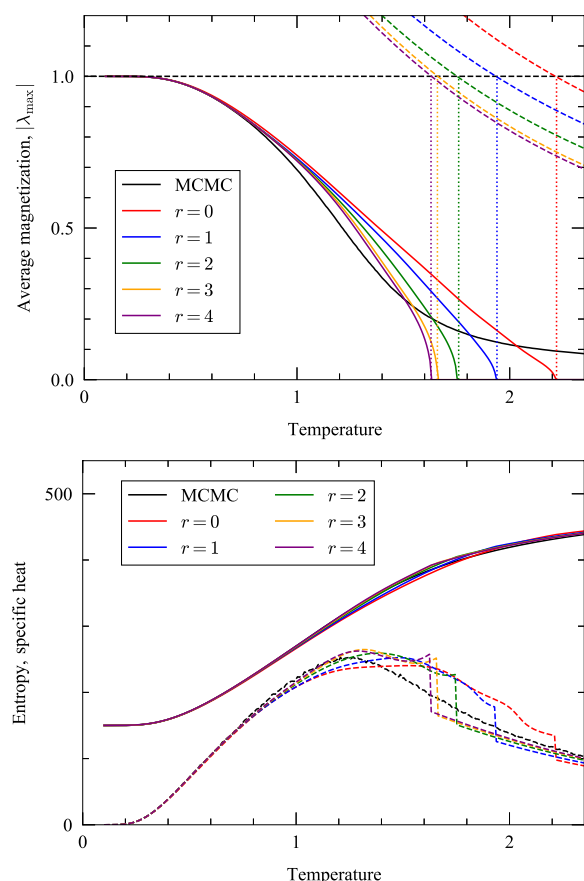 Average magnetization, |λmax|
1.0
0.5
0.0
MCMC
r = 0
r = 1
r = 2
r = 3
r = 4
0
1
2
Temperature
Entropy, specific heat
500
0
MCMC
r = 0
r = 1
r = 2
r = 3
r = 4
0
1
2
Temperature